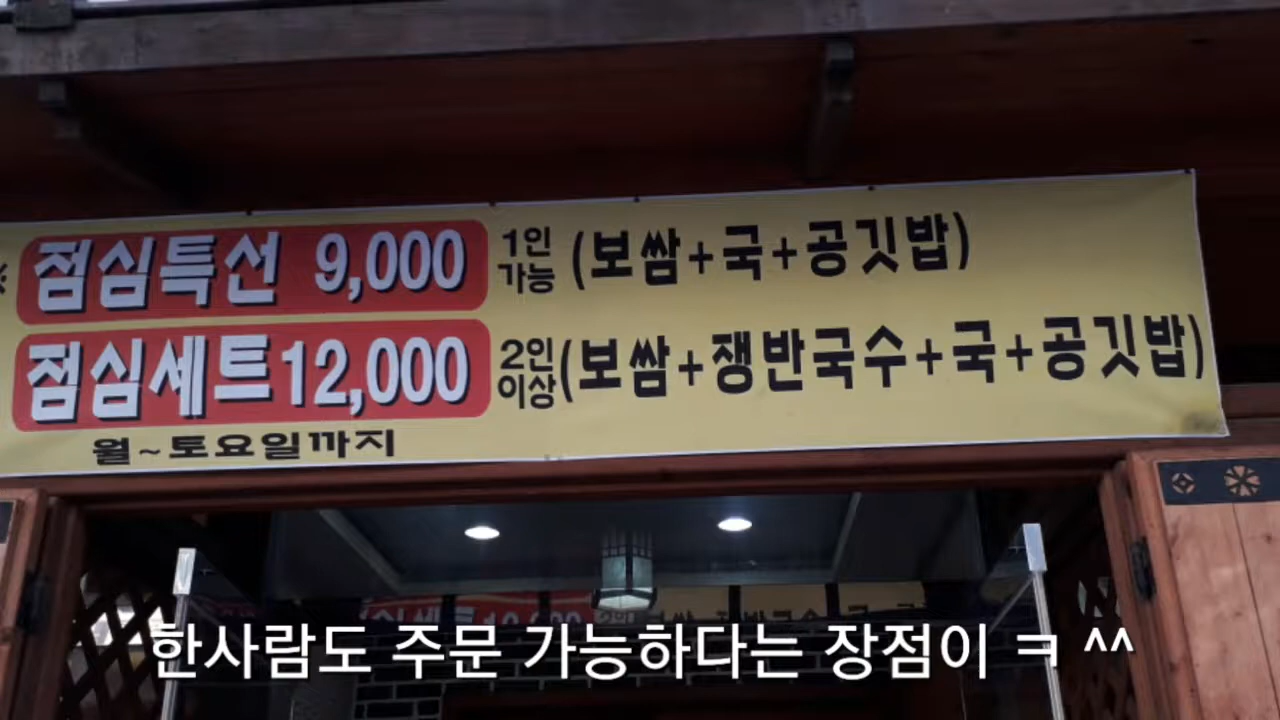 ※ 점심특선 9,000 1인 가능 (보쌈+국+공깃밥)
점심세트 12,000 2인 이상 (보쌈+쟁반국수+국+공깃밥)
월~토요일까지
한사람도 주문 가능하다는 장점이 ㅋ ^^